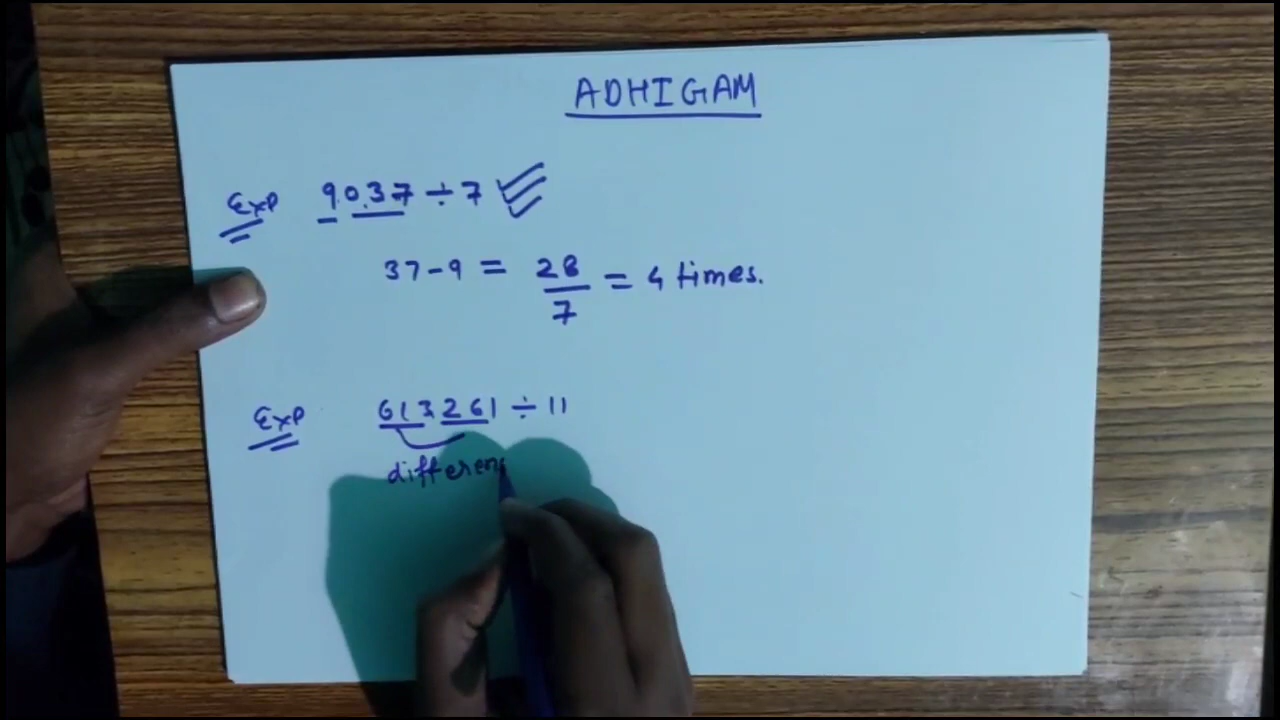 ADHIGAM
Exp 9037 ÷ 7
37 - 9 = 28/7 = 4 times.
Exp 613261 ÷ 11
differen